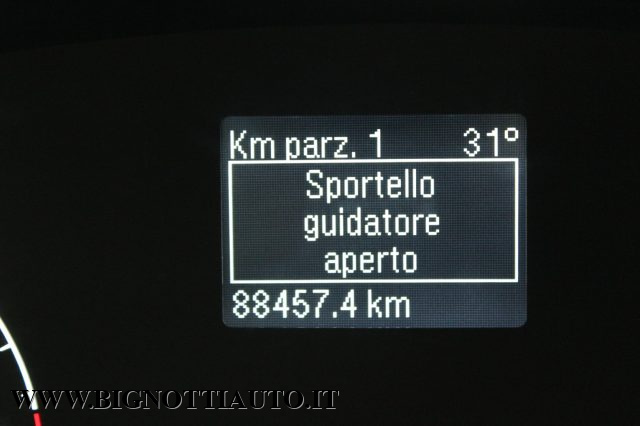 Km parz. 1 31°
Sportello
guidatore
aperto
88457.4 km
WWW.BIGNOTTIAUTO.IT